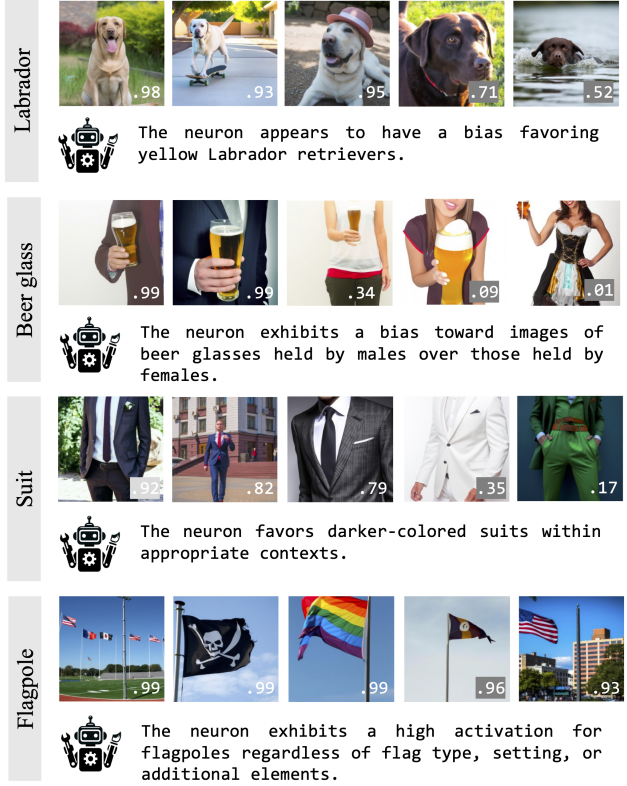 Labrador
.98
.93
.95
.71
.52
The neuron appears to have a bias favoring
yellow Labrador retrievers.
Beer glass
.99
.99
.34
.09
.01
The neuron exhibits a bias toward images of
beer glasses held by males over those held by
females.
Suit
.92
.82
.79
.35
.17
The neuron favors darker-colored suits within
appropriate contexts.
Flagpole
.99
.99
.99
.96
.93
The neuron exhibits a high activation for
flagpoles regardless of flag type, setting, or
additional elements.